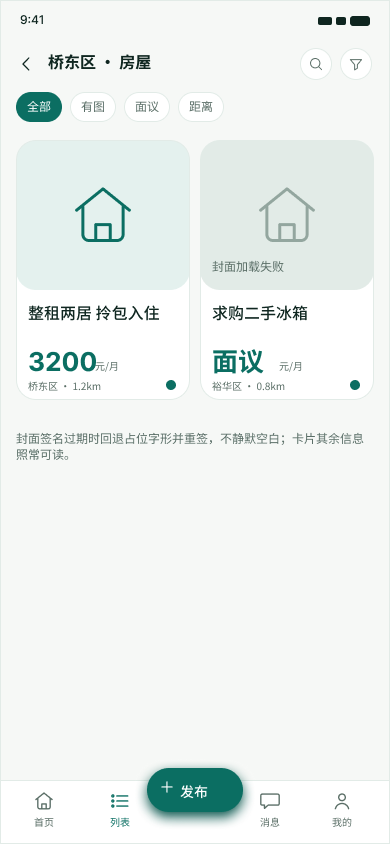 9:41
桥东区 · 房屋
全部
有图
面议
距离
封面加载失败
整租两居 拎包入住
3200元/月
桥东区 · 1.2km
求购二手冰箱
面议 元/月
裕华区 · 0.8km
封面签名过期时回退占位字形并重签，不静默空白；卡片其余信息
照常可读。
发布
首页
列表
消息
我的